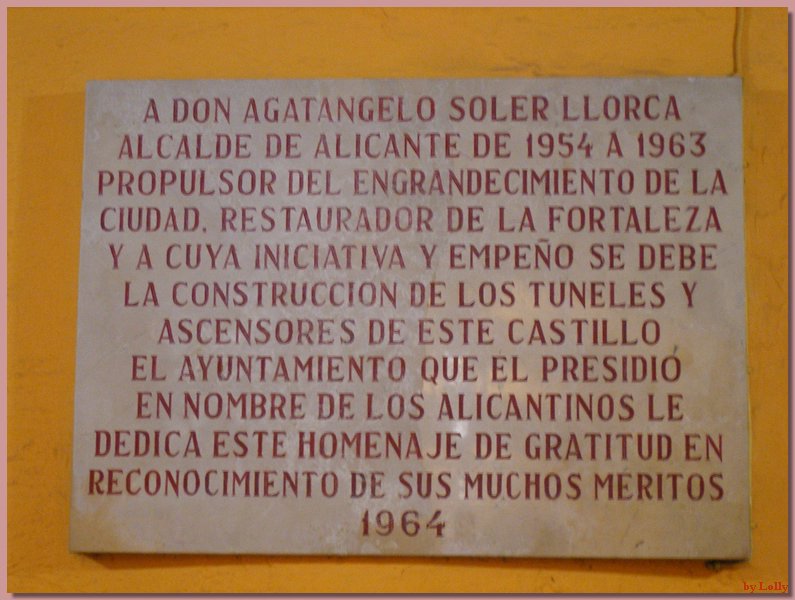 A DON AGATANGELO SOLER LLORCA
ALCALDE DE ALICANTE DE 1954 A 1963
PROPULSOR DEL ENGRANDECIMIENTO DE LA
CIUDAD, RESTAURADOR DE LA FORTALEZA
Y A CUYA INICIATIVA Y EMPEÑO SE DEBE
LA CONSTRUCCION DE LOS TUNELES Y
ASCENSORES DE ESTE CASTILLO
EL AYUNTAMIENTO QUE EL PRESIDIO
EN NOMBRE DE LOS ALICANTINOS LE
DEDICA ESTE HOMENAJE DE GRATITUD EN
RECONOCIMIENTO DE SUS MUCHOS MERITOS
1964
by Lolly